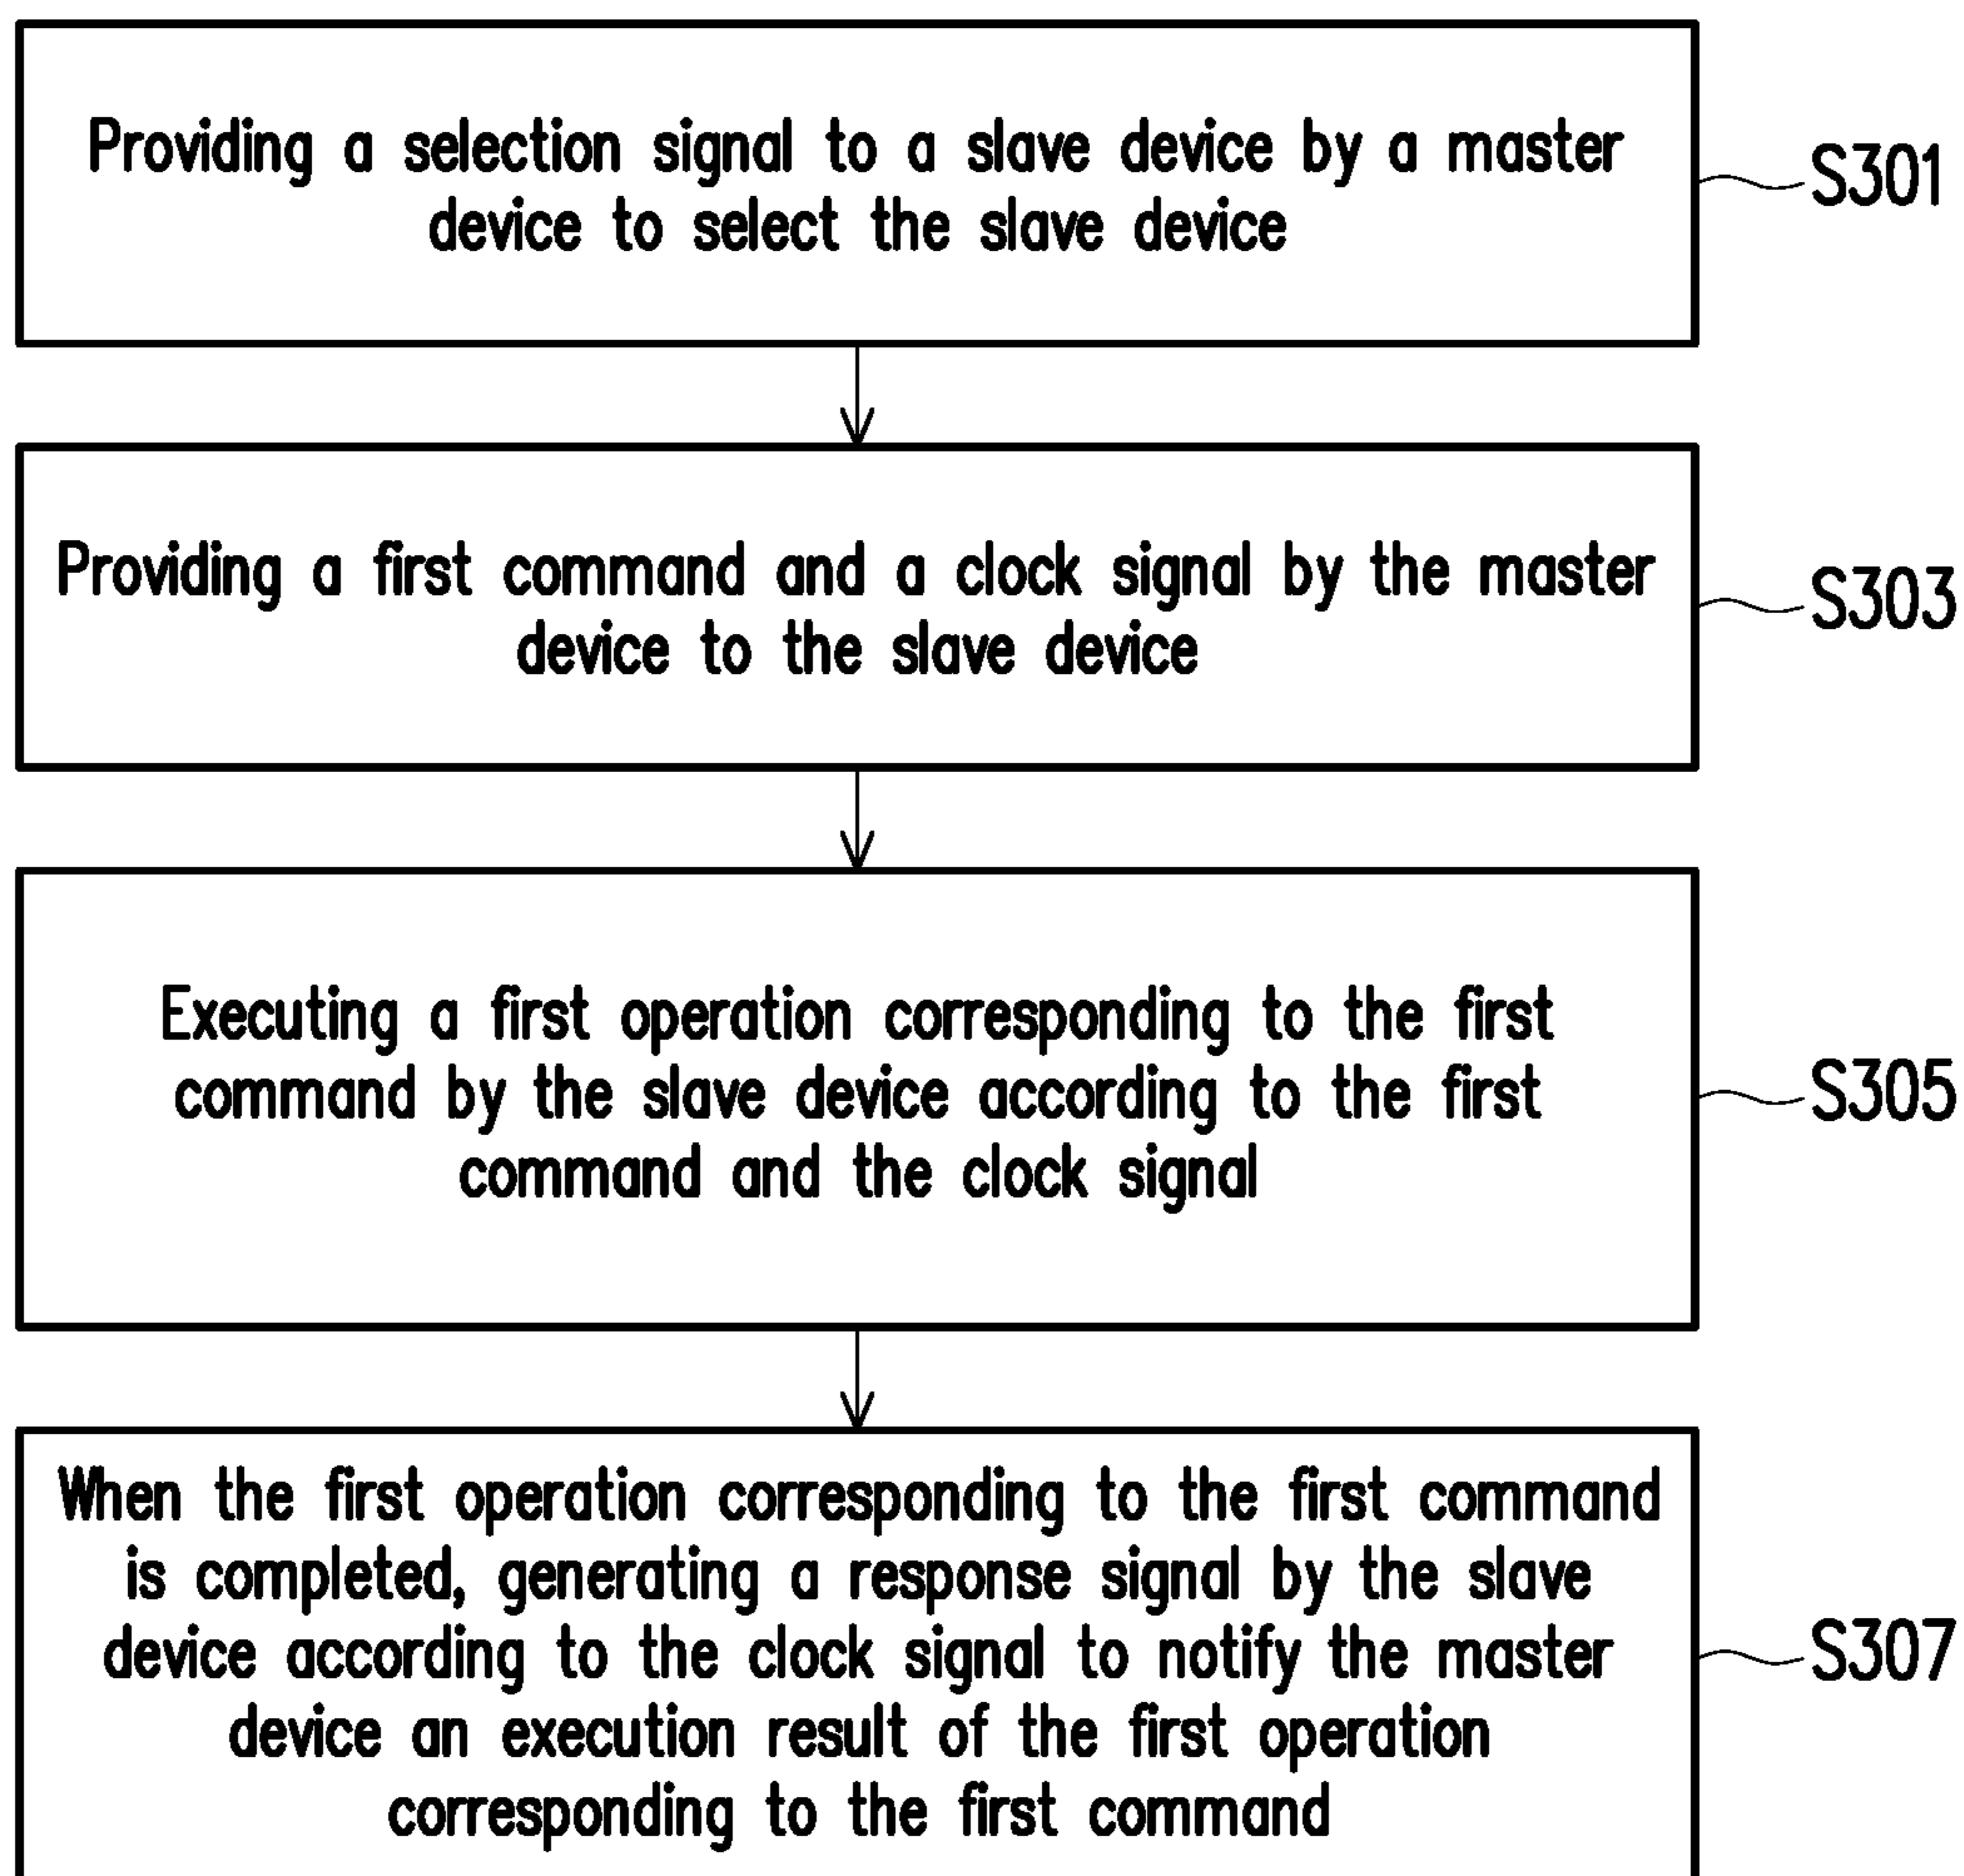 Providing a selection signal to a slave device by a master
device to select the slave device
S301
Providing a first command and a clock signal by the master
device to the slave device
S303
Executing a first operation corresponding to the first
command by the slave device according to the first
command and the clock signal
S305
When the first operation corresponding to the first command
is completed, generating a response signal by the slave
device according to the clock signal to notify the master
device an execution result of the first operation
corresponding to the first command
S307